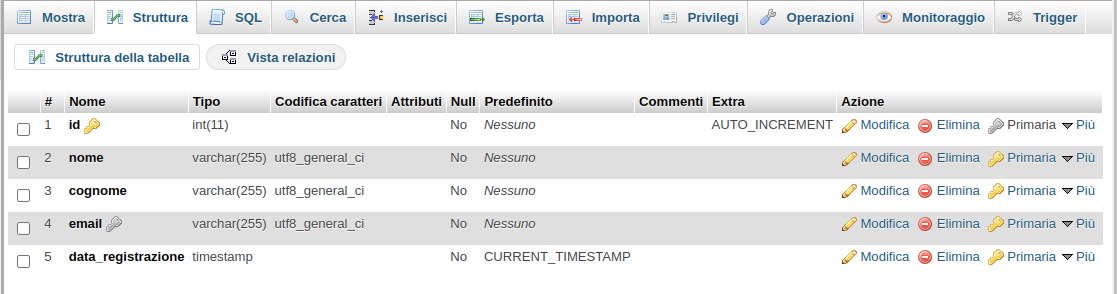 Mostra Struttura SQL Cerca Inserisci Esporta Importa Privilegi Operazioni Monitoraggio Trigger
Struttura della tabella Vista relazioni
# Nome Tipo Codifica caratteri Attributi Null Predefinito Commenti Extra Azione
1 id int(11) No Nessuno AUTO_INCREMENT Modifica Elimina Primaria Più
2 nome varchar(255) utf8_general_ci No Nessuno Modifica Elimina Primaria Più
3 cognome varchar(255) utf8_general_ci No Nessuno Modifica Elimina Primaria Più
4 email varchar(255) utf8_general_ci No Nessuno Modifica Elimina Primaria Più
5 data_registrazione timestamp No CURRENT_TIMESTAMP Modifica Elimina Primaria Più